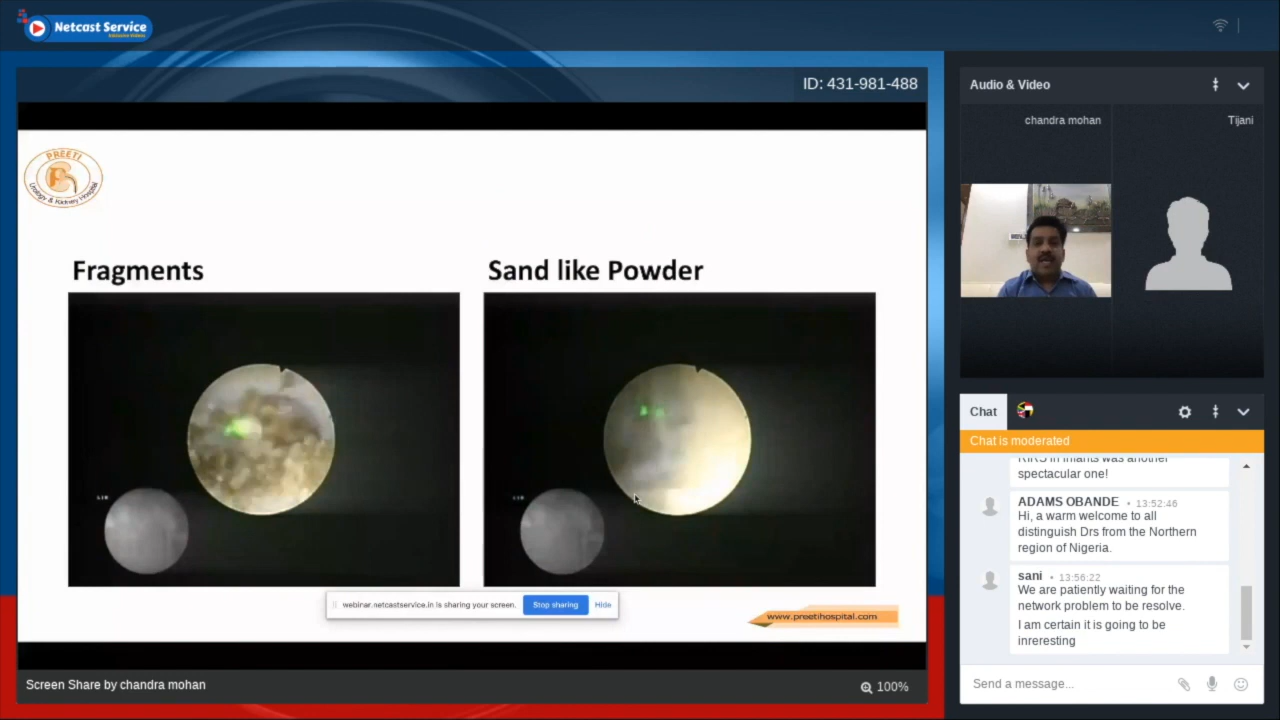 Netcast Service
ID: 431-981-488
PREETI
Urology & Kidney Hospital
Fragments
Sand like Powder
webinar.netcastservice.in is sharing your screen.
Stop sharing
Hide
www.preetihospital.com
Screen Share by chandra mohan
100%
Audio & Video
chandra mohan
Tijani
Chat
Chat is moderated
RIRS in infants was another
spectacular one!
ADAMS OBANDE • 13:52:46
Hi, a warm welcome to all
distinguish Drs from the Northern
region of Nigeria.
sani • 13:56:22
We are patiently waiting for the
network problem to be resolve.
I am certain it is going to be
inreresting
Send a message...